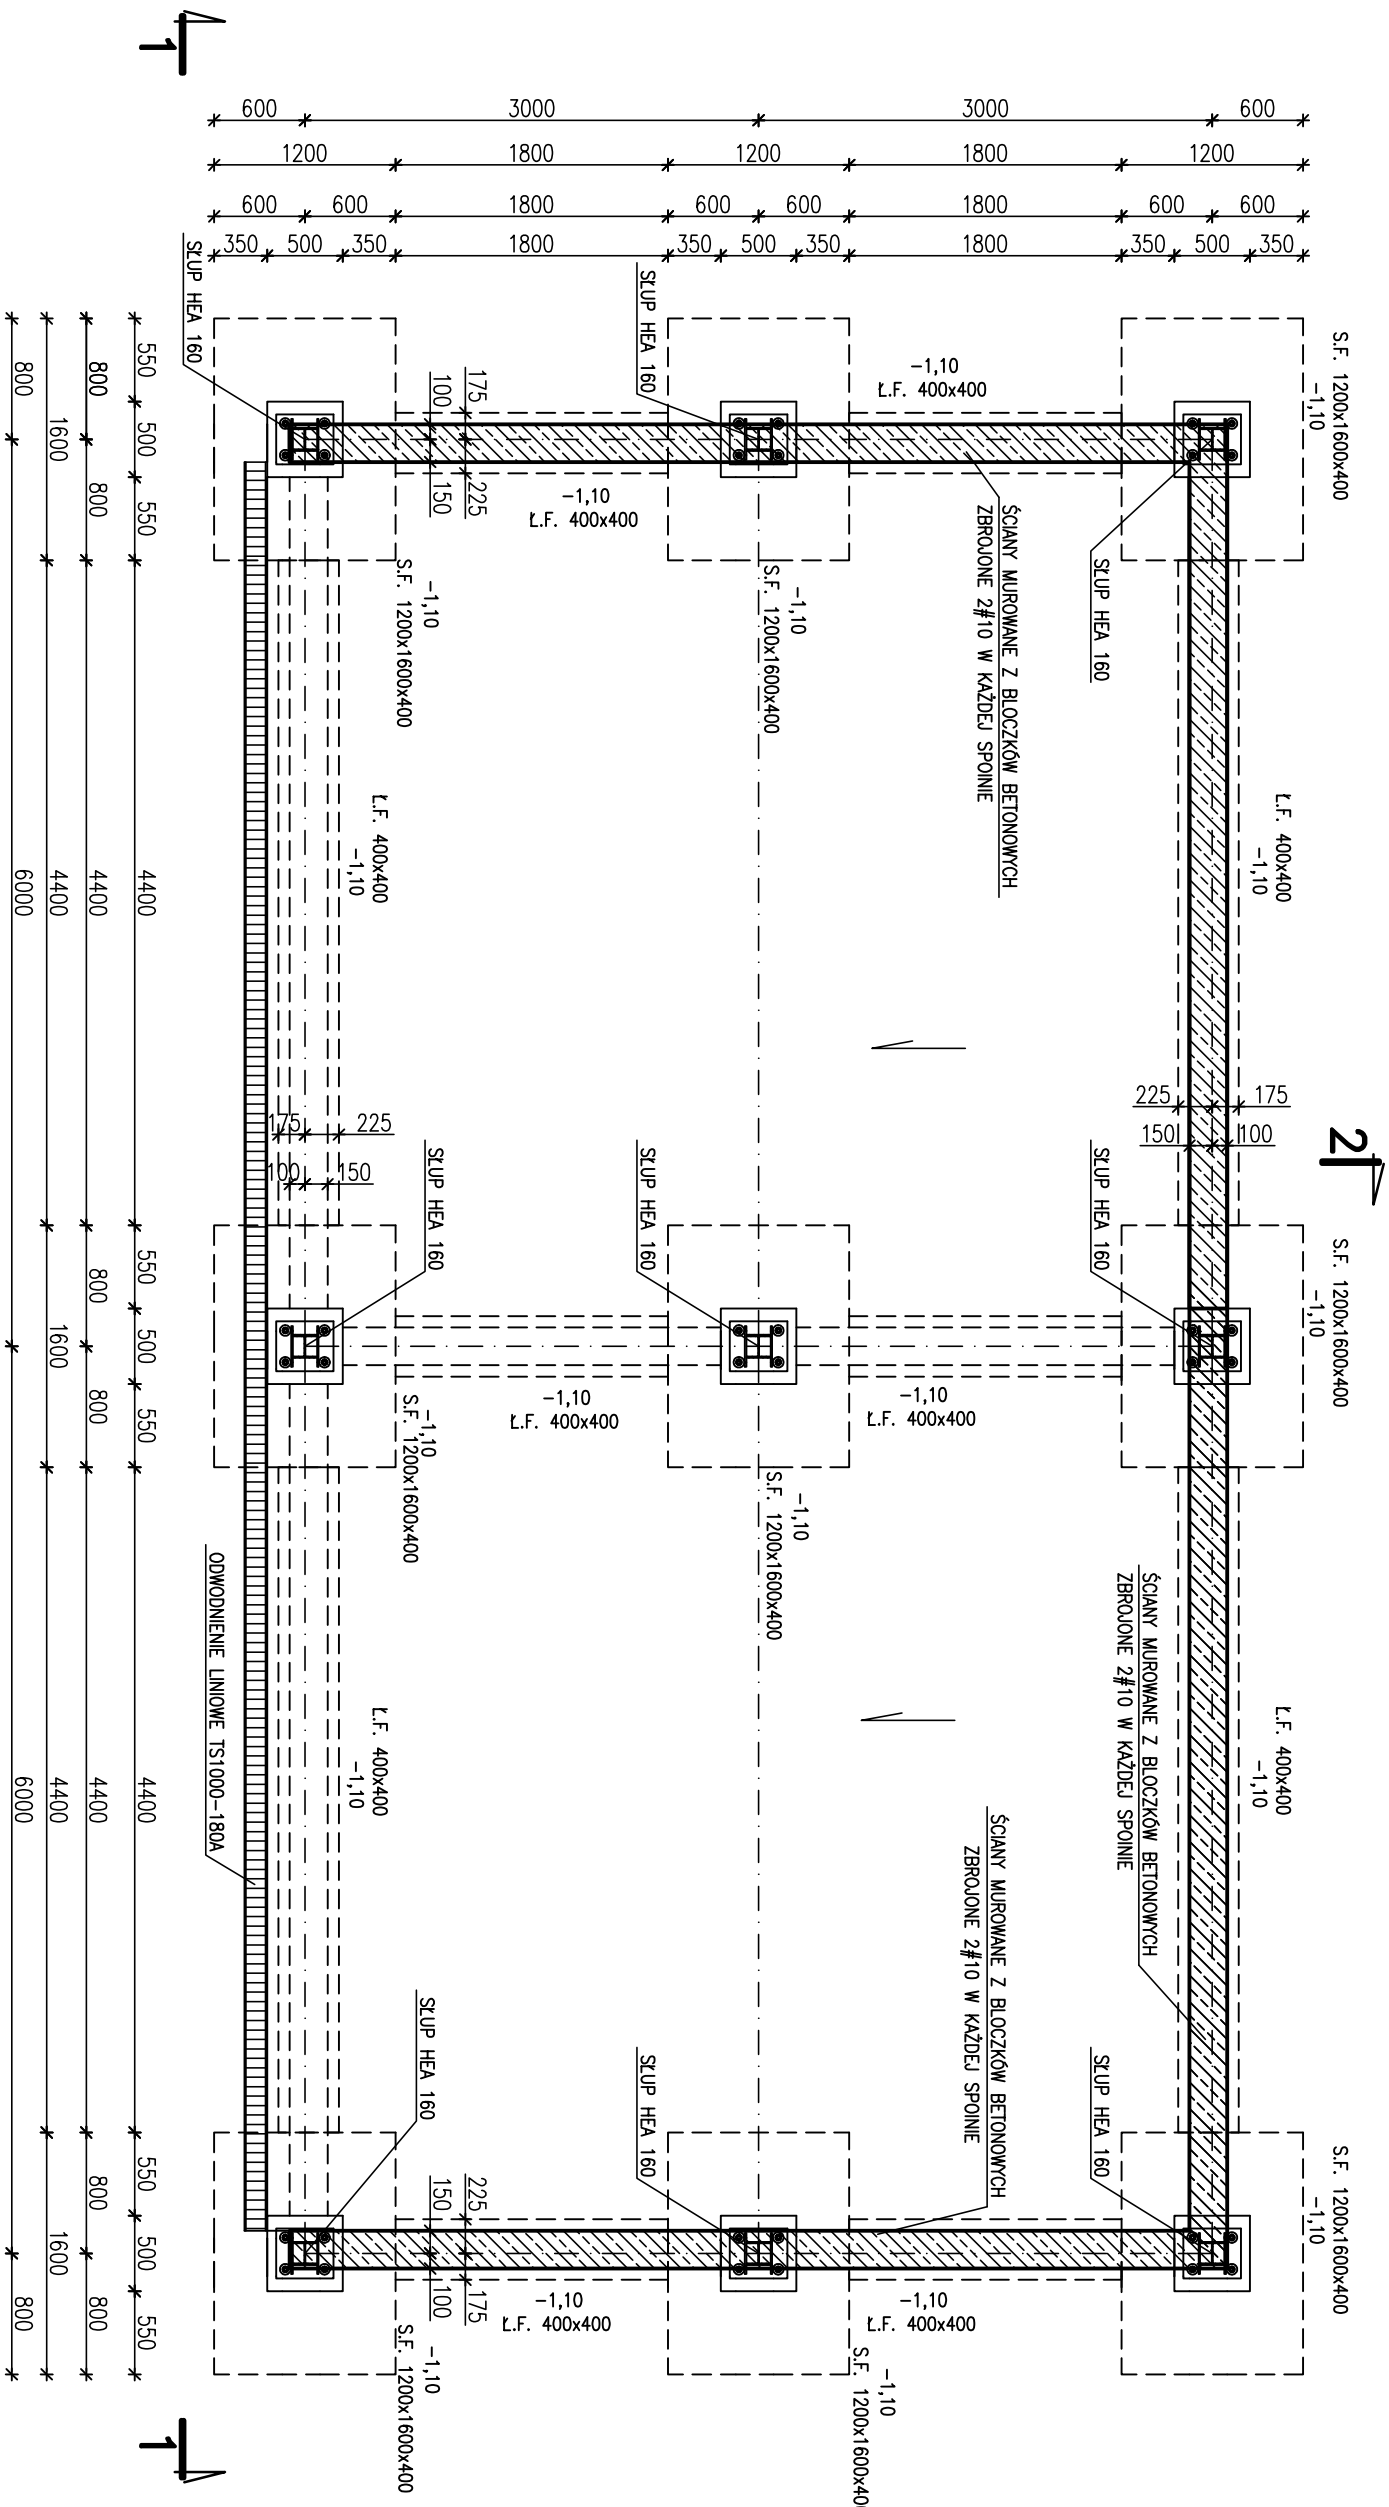 1
600
3000
3000
600
1200
1800
1200
1800
1200
600
600
1800
600
600
1800
600
600
350
500
350
1800
350
500
350
1800
350
500
350
SŁUP HEA 160
SŁUP HEA 160
-1,10
Ł.F. 400x400
S.F. 1200x1600x400
-1,10
SŁUP HEA 160
175
100
225
150
-1,10
Ł.F. 400x400
ŚCIANY MUROWANE Z BLOCZKÓW BETONOWYCH
ZBROJONE 2#10 W KAŻDEJ SPOINIE
-1,10
S.F. 1200x1600x400
-1,10
S.F. 1200x1600x400
Ł.F. 400x400
-1,10
Ł.F. 400x400
-1,10
225
175
150
100
2
175
225
100
150
SŁUP HEA 160
SŁUP HEA 160
SŁUP HEA 160
S.F. 1200x1600x400
-1,10
-1,10
Ł.F. 400x400
-1,10
Ł.F. 400x400
-1,10
S.F. 1200x1600x400
-1,10
S.F. 1200x1600x400
ODWODNIENIE LINIOWE TS1000-180A
ŚCIANY MUROWANE Z BLOCZKÓW BETONOWYCH
ZBROJONE 2#10 W KAŻDEJ SPOINIE
Ł.F. 400x400
-1,10
Ł.F. 400x400
-1,10
ŚCIANY MUROWANE Z BLOCZKÓW BETONOWYCH
ZBROJONE 2#10 W KAŻDEJ SPOINIE
SŁUP HEA 160
SŁUP HEA 160
SŁUP HEA 160
S.F. 1200x1600x400
-1,10
225
150
175
100
-1,10
Ł.F. 400x400
-1,10
Ł.F. 400x400
-1,10
S.F. 1200x1600x400
-1,10
S.F. 1200x1600x400
550
500
550
4400
550
500
550
4400
550
500
550
800
800
4400
800
800
4400
800
800
1600
4400
1600
4400
1600
800
6000
6000
800
1